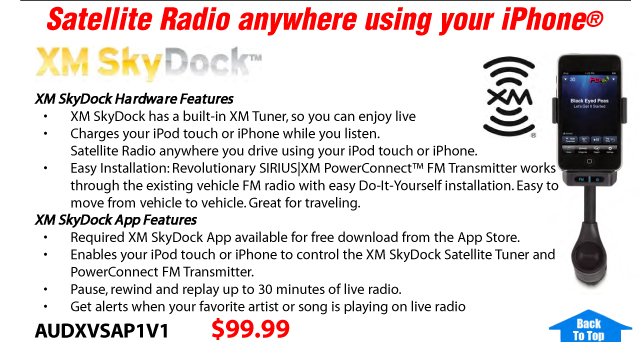 Satellite Radio anywhere using your iPhone®
XM SkyDock™
XM SkyDock Hardware Features
• XM SkyDock has a built-in XM Tuner, so you can enjoy live
• Charges your iPod touch or iPhone while you listen.
Satellite Radio anywhere you drive using your iPod touch or iPhone.
• Easy Installation: Revolutionary SIRIUS|XM PowerConnect™ FM Transmitter works
through the existing vehicle FM radio with easy Do-It-Yourself installation. Easy to
move from vehicle to vehicle. Great for traveling.
XM SkyDock App Features
• Required XM SkyDock App available for free download from the App Store.
• Enables your iPod touch or iPhone to control the XM SkyDock Satellite Tuner and
PowerConnect FM Transmitter.
• Pause, rewind and replay up to 30 minutes of live radio.
• Get alerts when your favorite artist or song is playing on live radio
AUDXVSAP1V1 $99.99
XM®
Black Eyed Peas
Let's Get It Started
Back
To Top